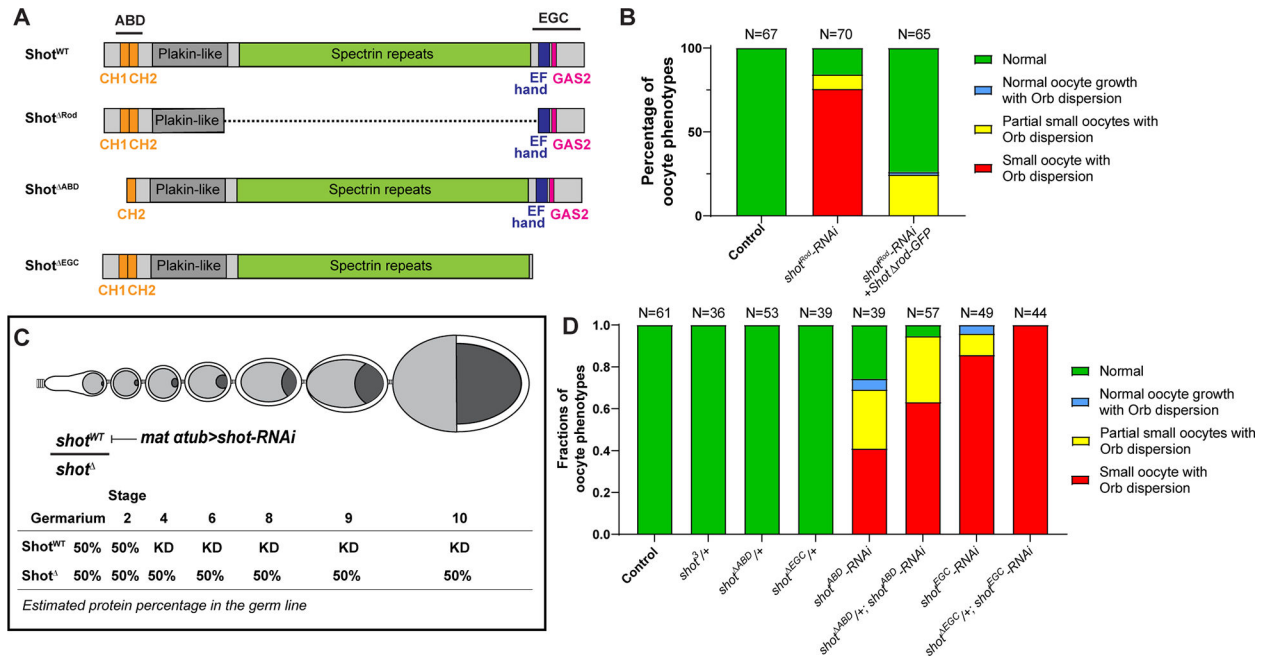 A
ABD
EGC
Shot^WT
Plakin-like
Spectrin repeats
CH1 CH2
EF
hand
GAS2
Shot^ΔRod
Plakin-like
CH1 CH2
EF
hand
GAS2
Shot^ΔABD
Plakin-like
Spectrin repeats
CH2
EF
hand
GAS2
Shot^ΔEGC
Plakin-like
Spectrin repeats
CH1 CH2
B
N=67 N=70 N=65
Percentage of
oocyte phenotypes
100
50
0
Control
shot^Rod-RNAi
shot^Rod-RNAi
+ShotΔrod-GFP
Normal
Normal oocyte growth
with Orb dispersion
Partial small oocytes with
Orb dispersion
Small oocyte with
Orb dispersion
C
shot^WT
mat αtub>shot-RNAi
shot^Δ
Stage
Germarium 2 4 6 8 9 10
Shot^WT 50% 50% KD KD KD KD KD
Shot^Δ 50% 50% 50% 50% 50% 50% 50%
Estimated protein percentage in the germ line
D
N=61 N=36 N=53 N=39 N=39 N=57 N=49 N=44
Fractions of
oocyte phenotypes
1.0
0.8
0.6
0.4
0.2
0.0
Control
shot^3/+
shot^ΔABD/+
shot^ΔEGC/+
shot^ABD-RNAi
shot^ΔABD/+; shot^ABD-RNAi
shot^EGC-RNAi
shot^ΔEGC/+; shot^EGC-RNAi
Normal
Normal oocyte growth
with Orb dispersion
Partial small oocytes with
Orb dispersion
Small oocyte with
Orb dispersion